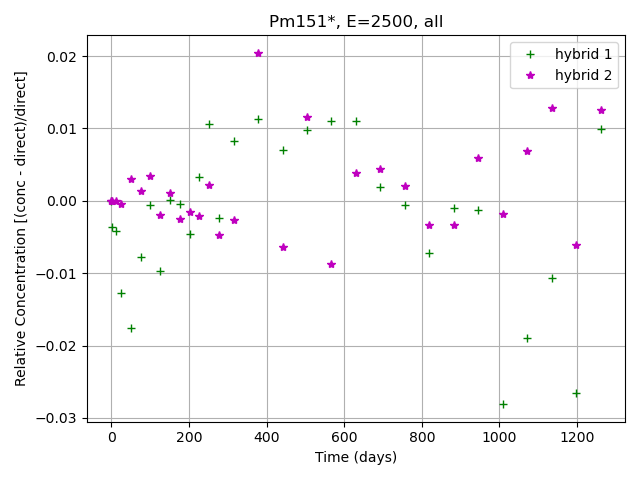 Pm151*, E=2500, all
hybrid 1
hybrid 2
Relative Concentration [(conc - direct)/direct]
0.02
0.01
0.00
−0.01
−0.02
−0.03
0 200 400 600 800 1000 1200
Time (days)